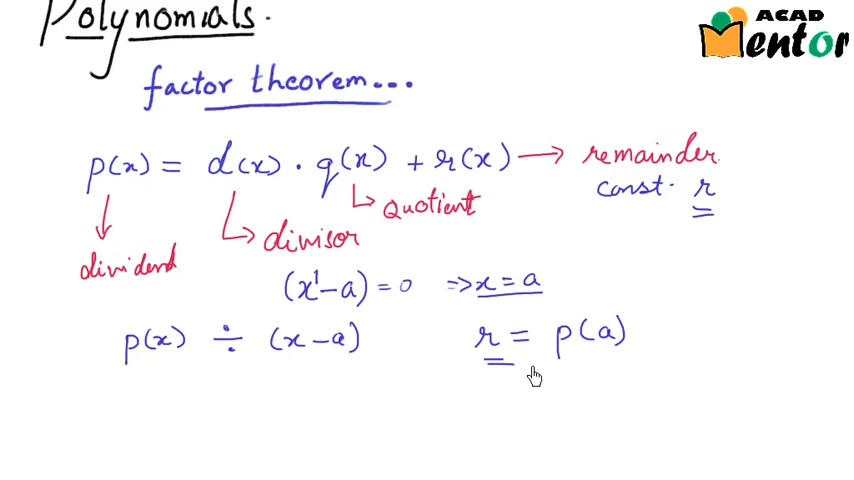 Polynomials.
ACAD
Mentor
factor theorem...
p(x) = d(x) · q(x) + r(x) → remainder
const. r
Quotient
divisor
dividend
(x¹-a) = 0 => x = a
p(x) ÷ (x-a) r = p(a)